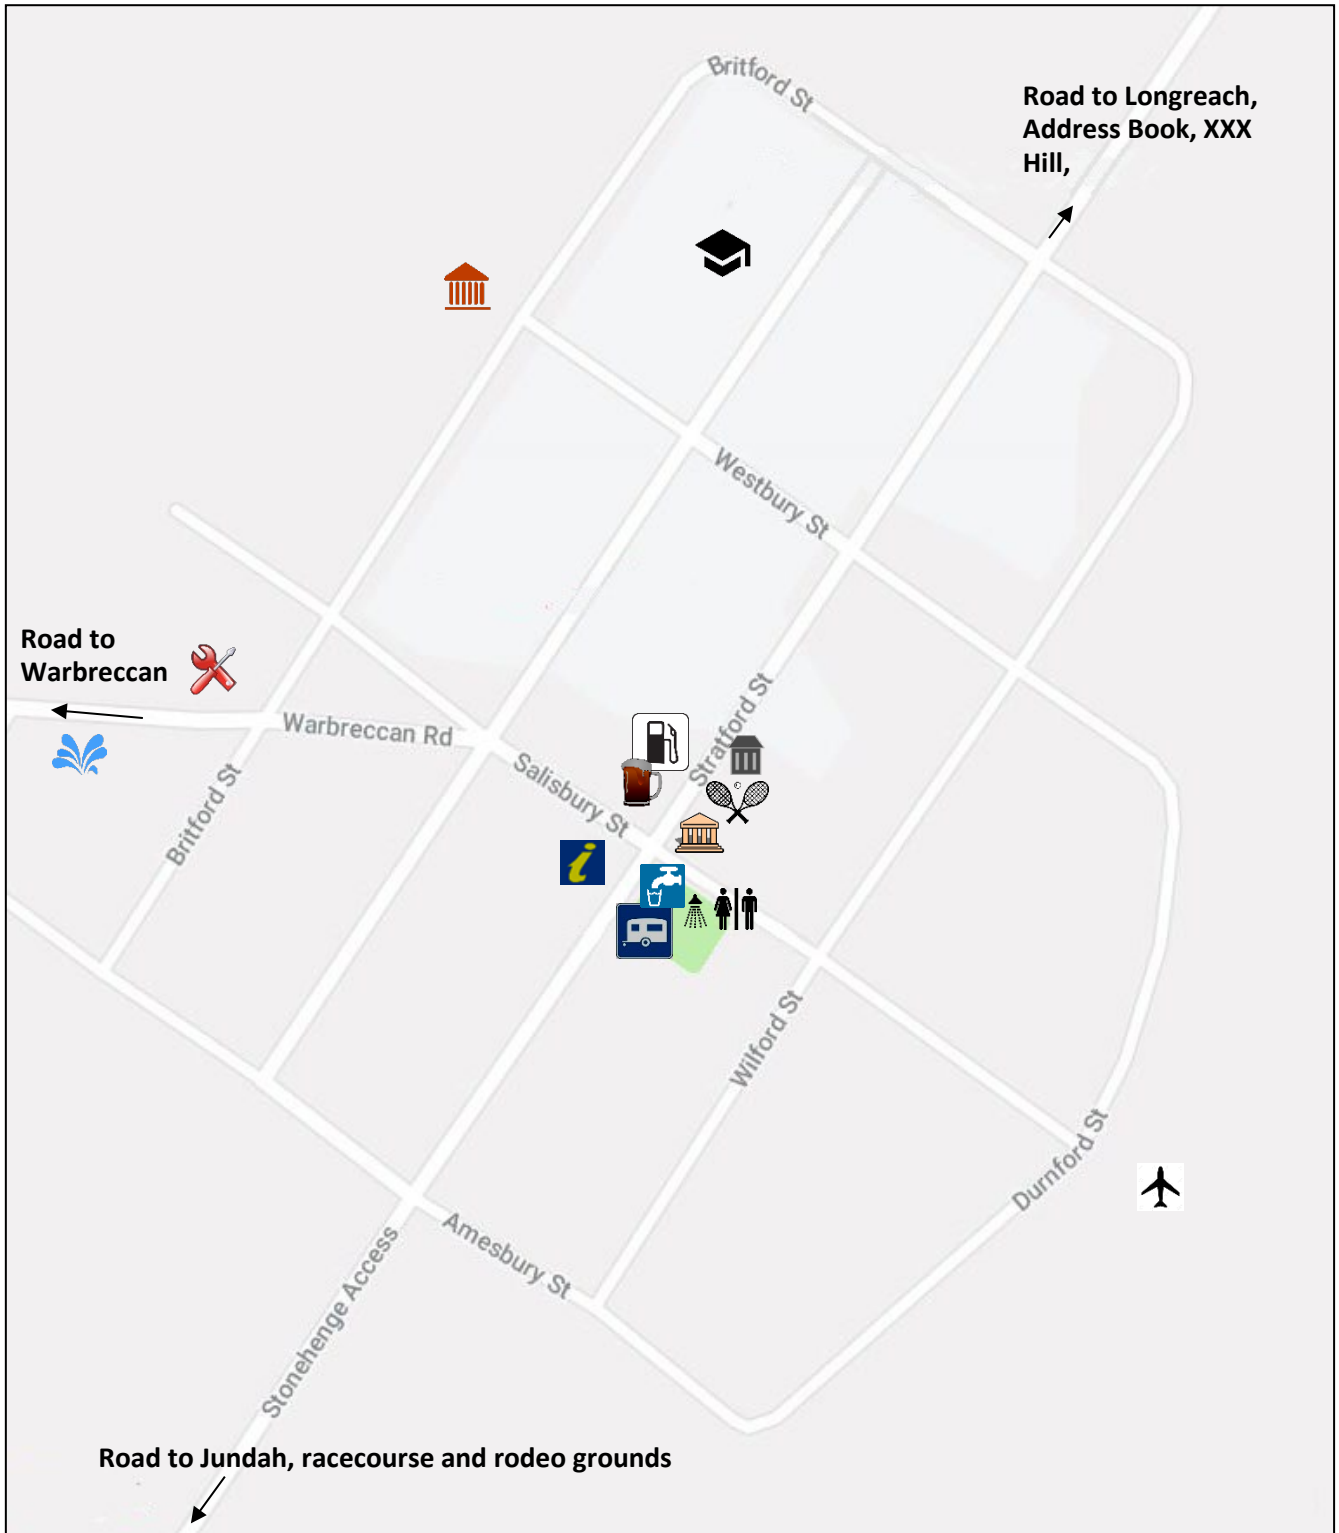 Britford St
Road to Longreach,
Address Book, XXX
Hill,
Westbury St
Road to
Warbreccan
Warbreccan Rd
Stratford St
Salisbury St
Britford St
i
Wilford St
Durnford St
Amesbury St
Stonehenge Access
Road to Jundah, racecourse and rodeo grounds